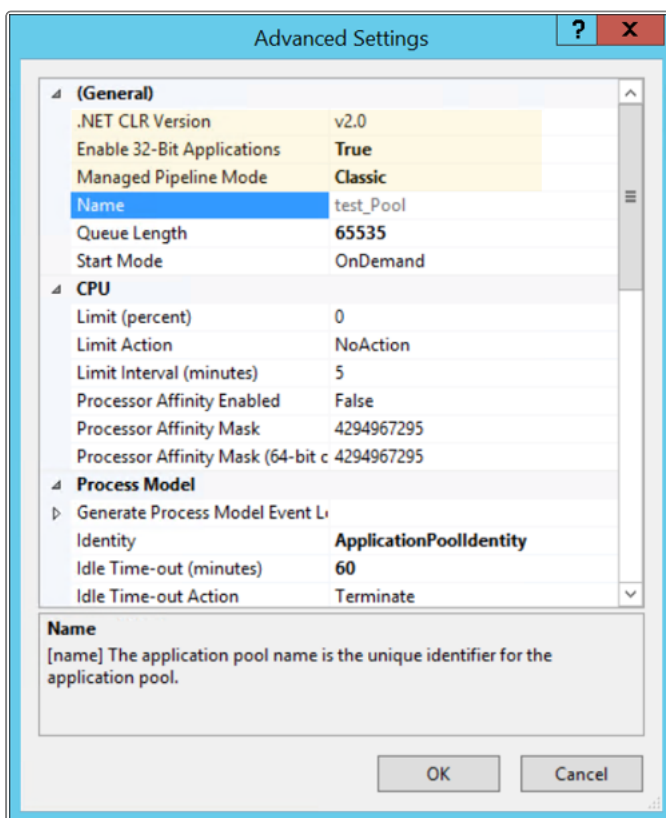 Advanced Settings
? X
(General)
.NET CLR Version v2.0
Enable 32-Bit Applications True
Managed Pipeline Mode Classic
Name test_Pool
Queue Length 65535
Start Mode OnDemand
CPU
Limit (percent) 0
Limit Action NoAction
Limit Interval (minutes) 5
Processor Affinity Enabled False
Processor Affinity Mask 4294967295
Processor Affinity Mask (64-bit c 4294967295
Process Model
Generate Process Model Event L
Identity ApplicationPoolIdentity
Idle Time-out (minutes) 60
Idle Time-out Action Terminate
Name
[name] The application pool name is the unique identifier for the
application pool.
OK Cancel